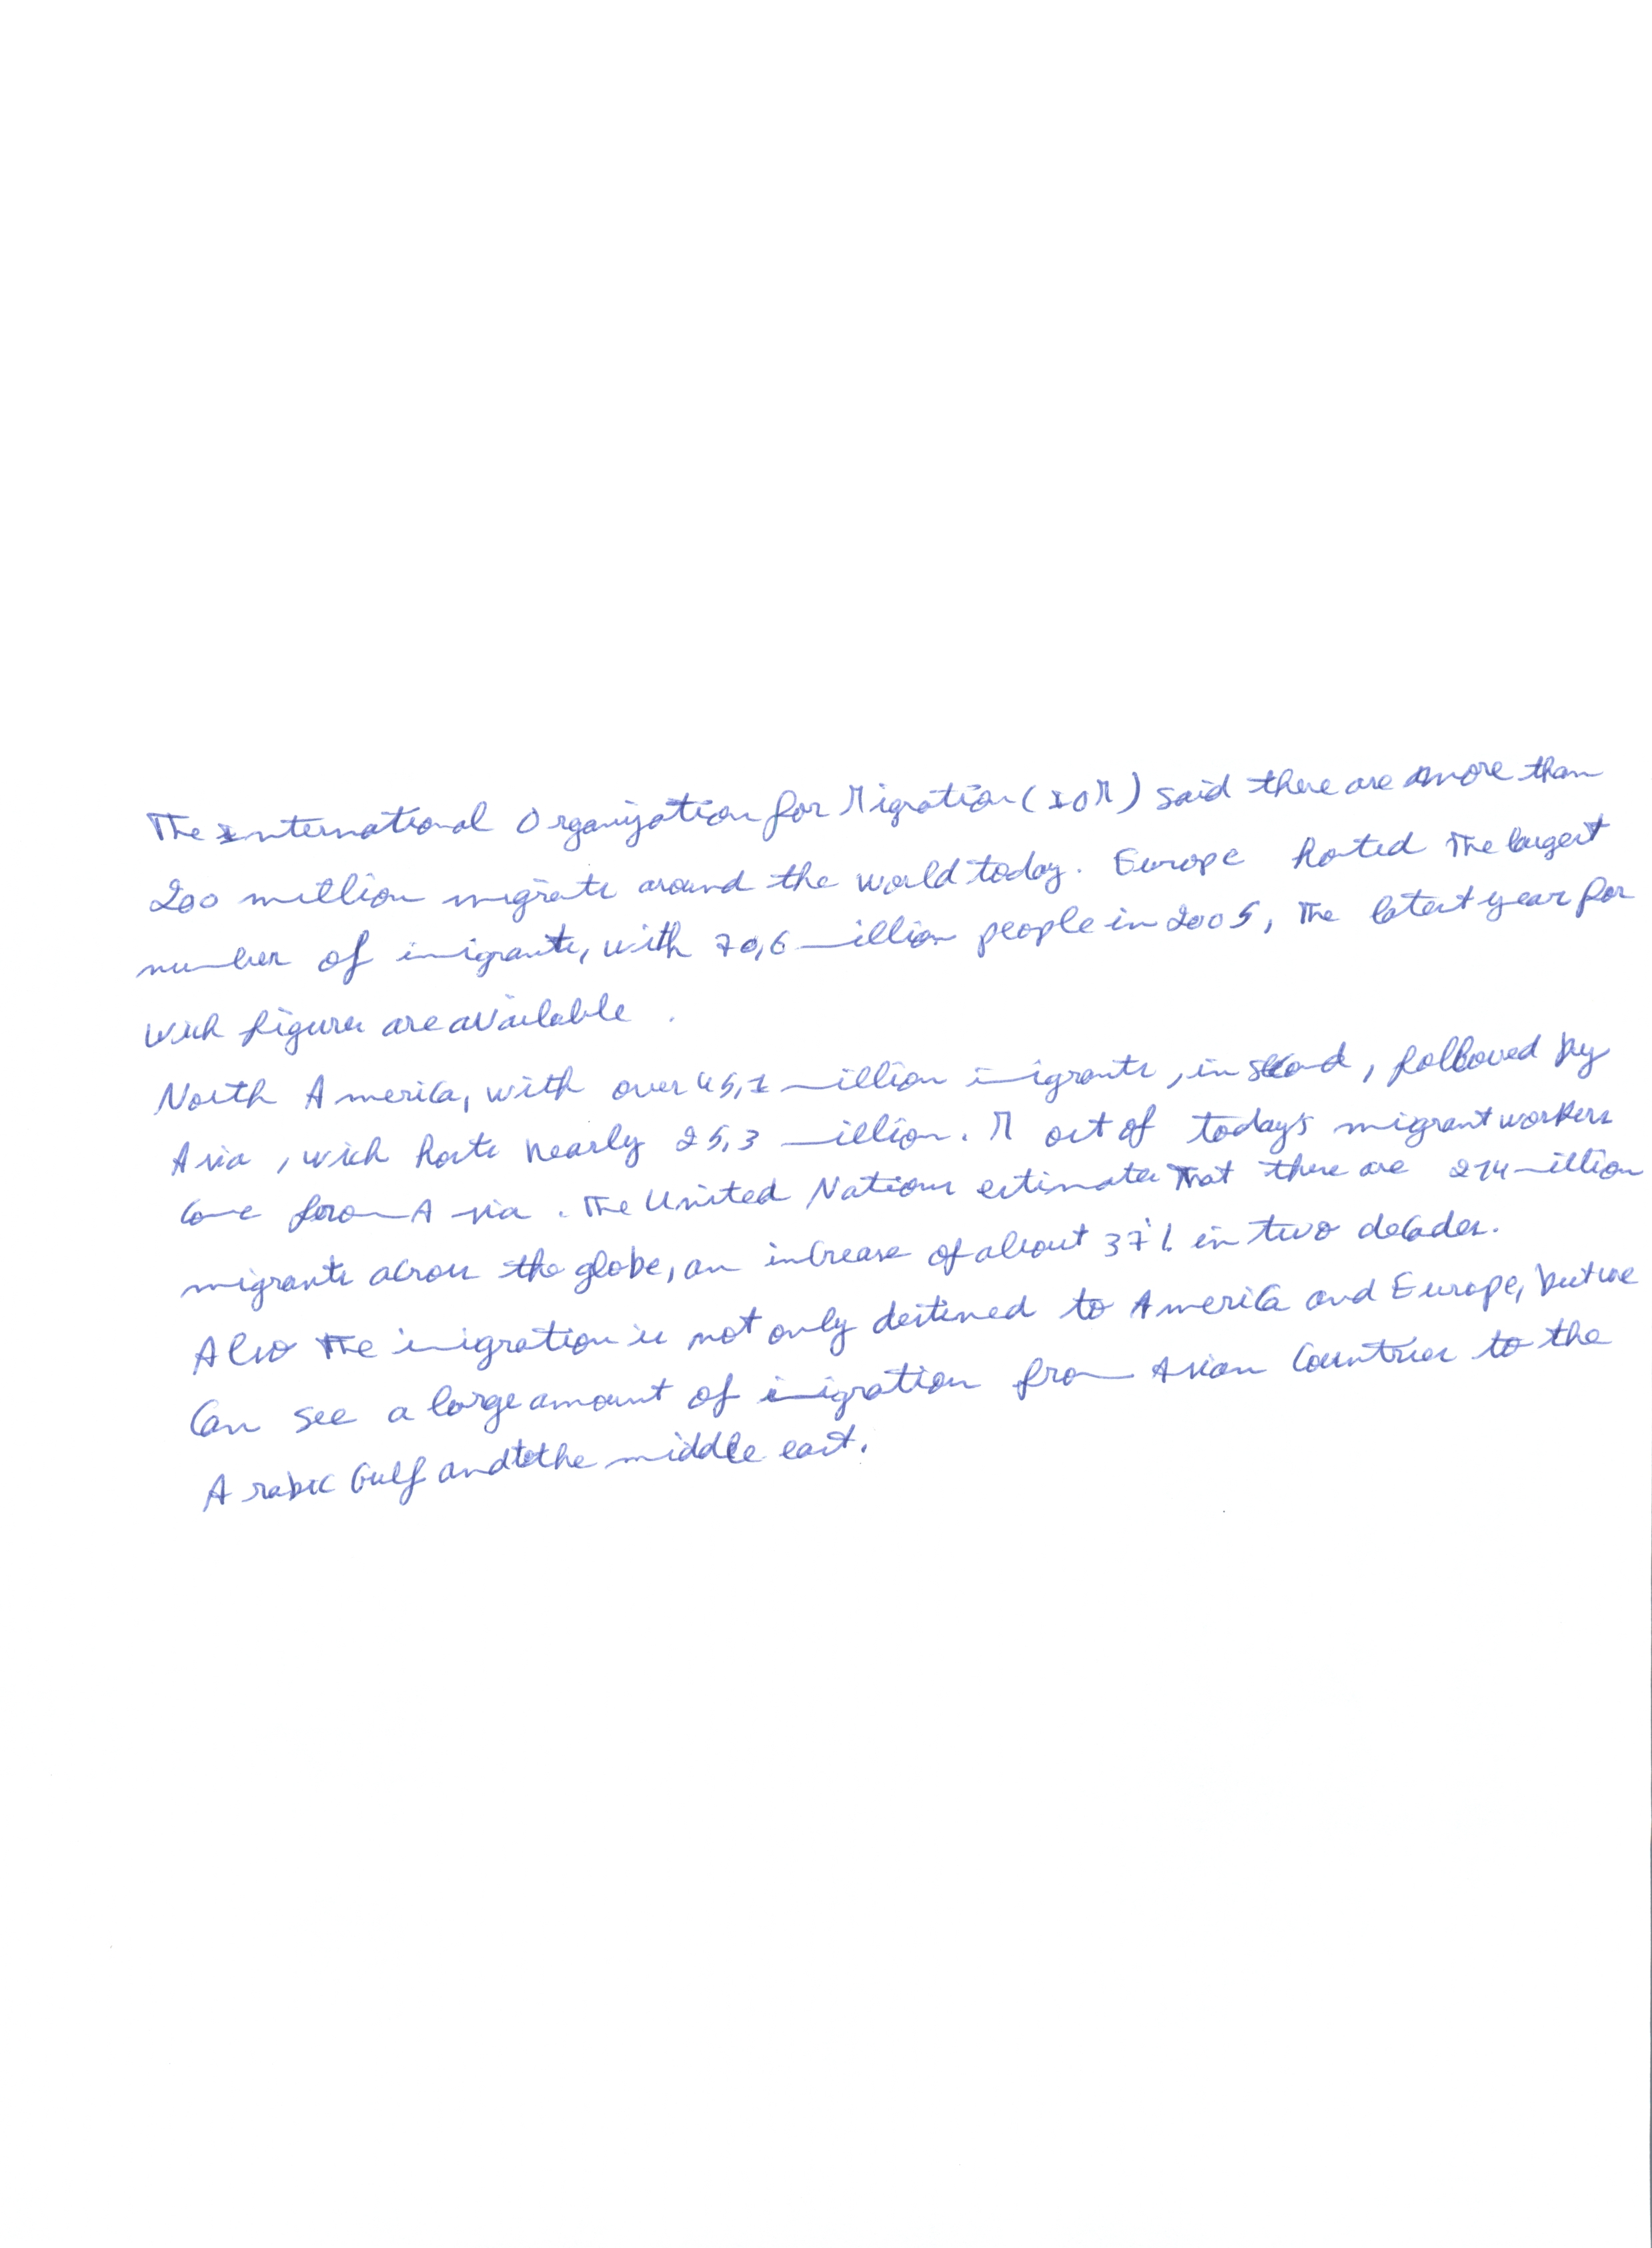 The International Organization for Migration (IOM) said there are more than
200 million migrants around the world today. Europe hosted the largest
number of imigrants, with 70,6 million people in 2005, the latest year for
wich figures are available.
North America, with over 45,1 million imigrants, in second, followed by
Asia, wich hosts nearly 25,3 million. Most of today's migrant workers
come from Asia. The United Nations estimates that there are 214 million
migrants across the globe, an increase of about 37% in two decades.
Also the imigration is not only destined to America and Europe, but we
can see a large amount of imigration from Asian countries to the
Arabic Gulf and to the middle east.